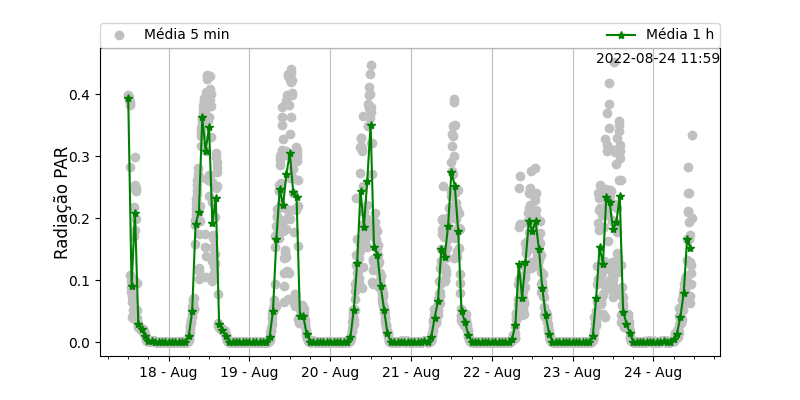 Média 5 min
Média 1 h
2022-08-24 11:59
Radiação PAR
0.4
0.3
0.2
0.1
0.0
18 - Aug
19 - Aug
20 - Aug
21 - Aug
22 - Aug
23 - Aug
24 - Aug